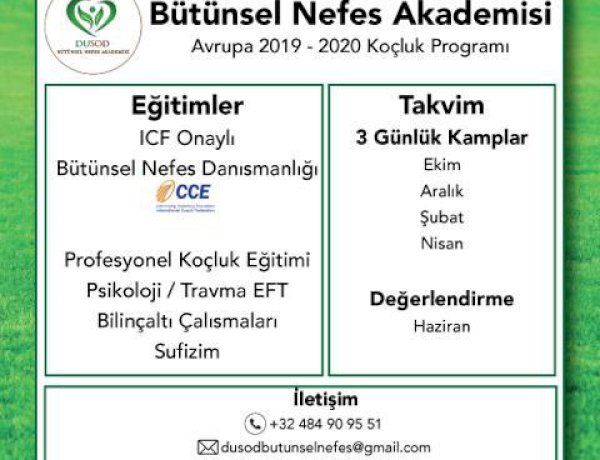 DUSOD
BÜTÜNSEL NEFES AKADEMİSİ
Bütünsel Nefes Akademisi
Avrupa 2019 - 2020 Koçluk Programı
Eğitimler
ICF Onaylı
Bütünsel Nefes Danısmanlığı
CCE
Profesyonel Koçluk Eğitimi
Psikoloji / Travma EFT
Bilinçaltı Çalısmaları
Sufizim
Takvim
3 Günlük Kamplar
Ekim
Aralık
Şubat
Nisan
Değerlendirme
Haziran
İletişim
+32 484 90 95 51
dusodbutunselnefes@gmail.com